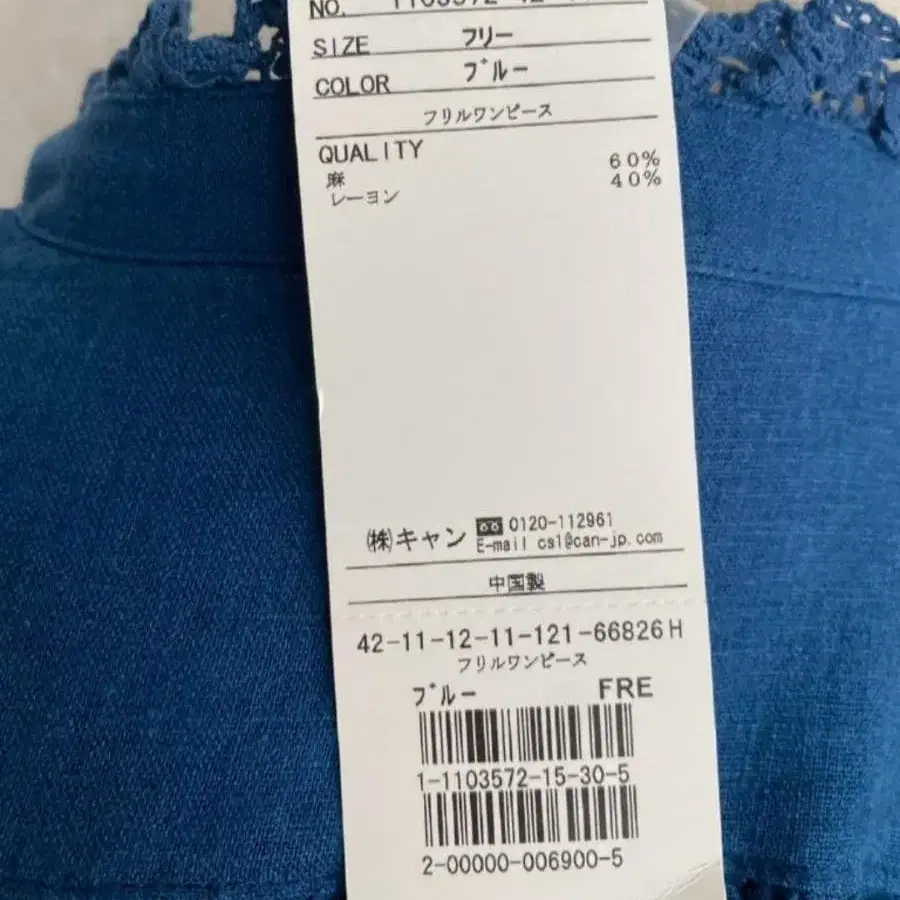 NO.
SIZE フリー
COLOR ブルー
フリルワンピース
QUALITY
麻 60%
レーヨン 40%
㈱キャン 0120-112961
E-mail cs1@can-jp.com
中国製
42-11-12-11-121-66826H
フリルワンピース
ブルー FRE
1-1103572-15-30-5
2-00000-006900-5